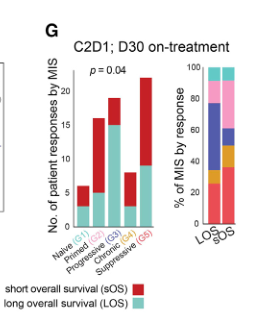 G
C2D1; D30 on-treatment
p = 0.04
No. of patient responses by MIS
20
15
10
5
0
Naive (G1)
Primed (G2)
Progressive (G3)
Chronic (G4)
Suppressive (G5)
% of MIS by response
100
80
60
40
20
0
LOS
sOS
short overall survival (sOS)
long overall survival (LOS)